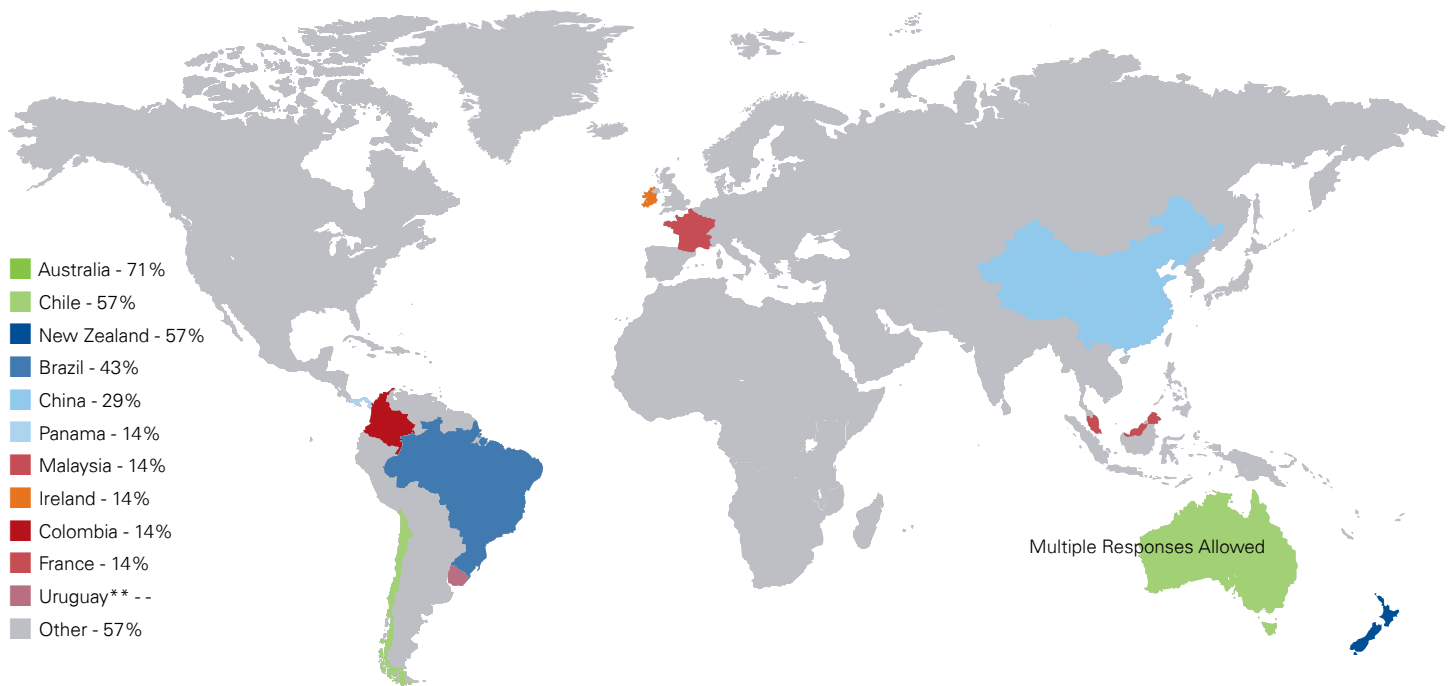 Australia - 71%
Chile - 57%
New Zealand - 57%
Brazil - 43%
China - 29%
Panama - 14%
Malaysia - 14%
Ireland - 14%
Colombia - 14%
France - 14%
Uruguay** - -
Other - 57%
Multiple Responses Allowed